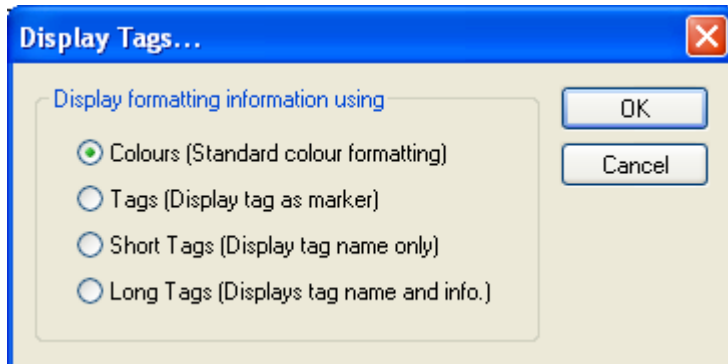 Display Tags...
Display formatting information using
OK
Colours (Standard colour formatting)
Cancel
Tags (Display tag as marker)
Short Tags (Display tag name only)
Long Tags (Displays tag name and info.)